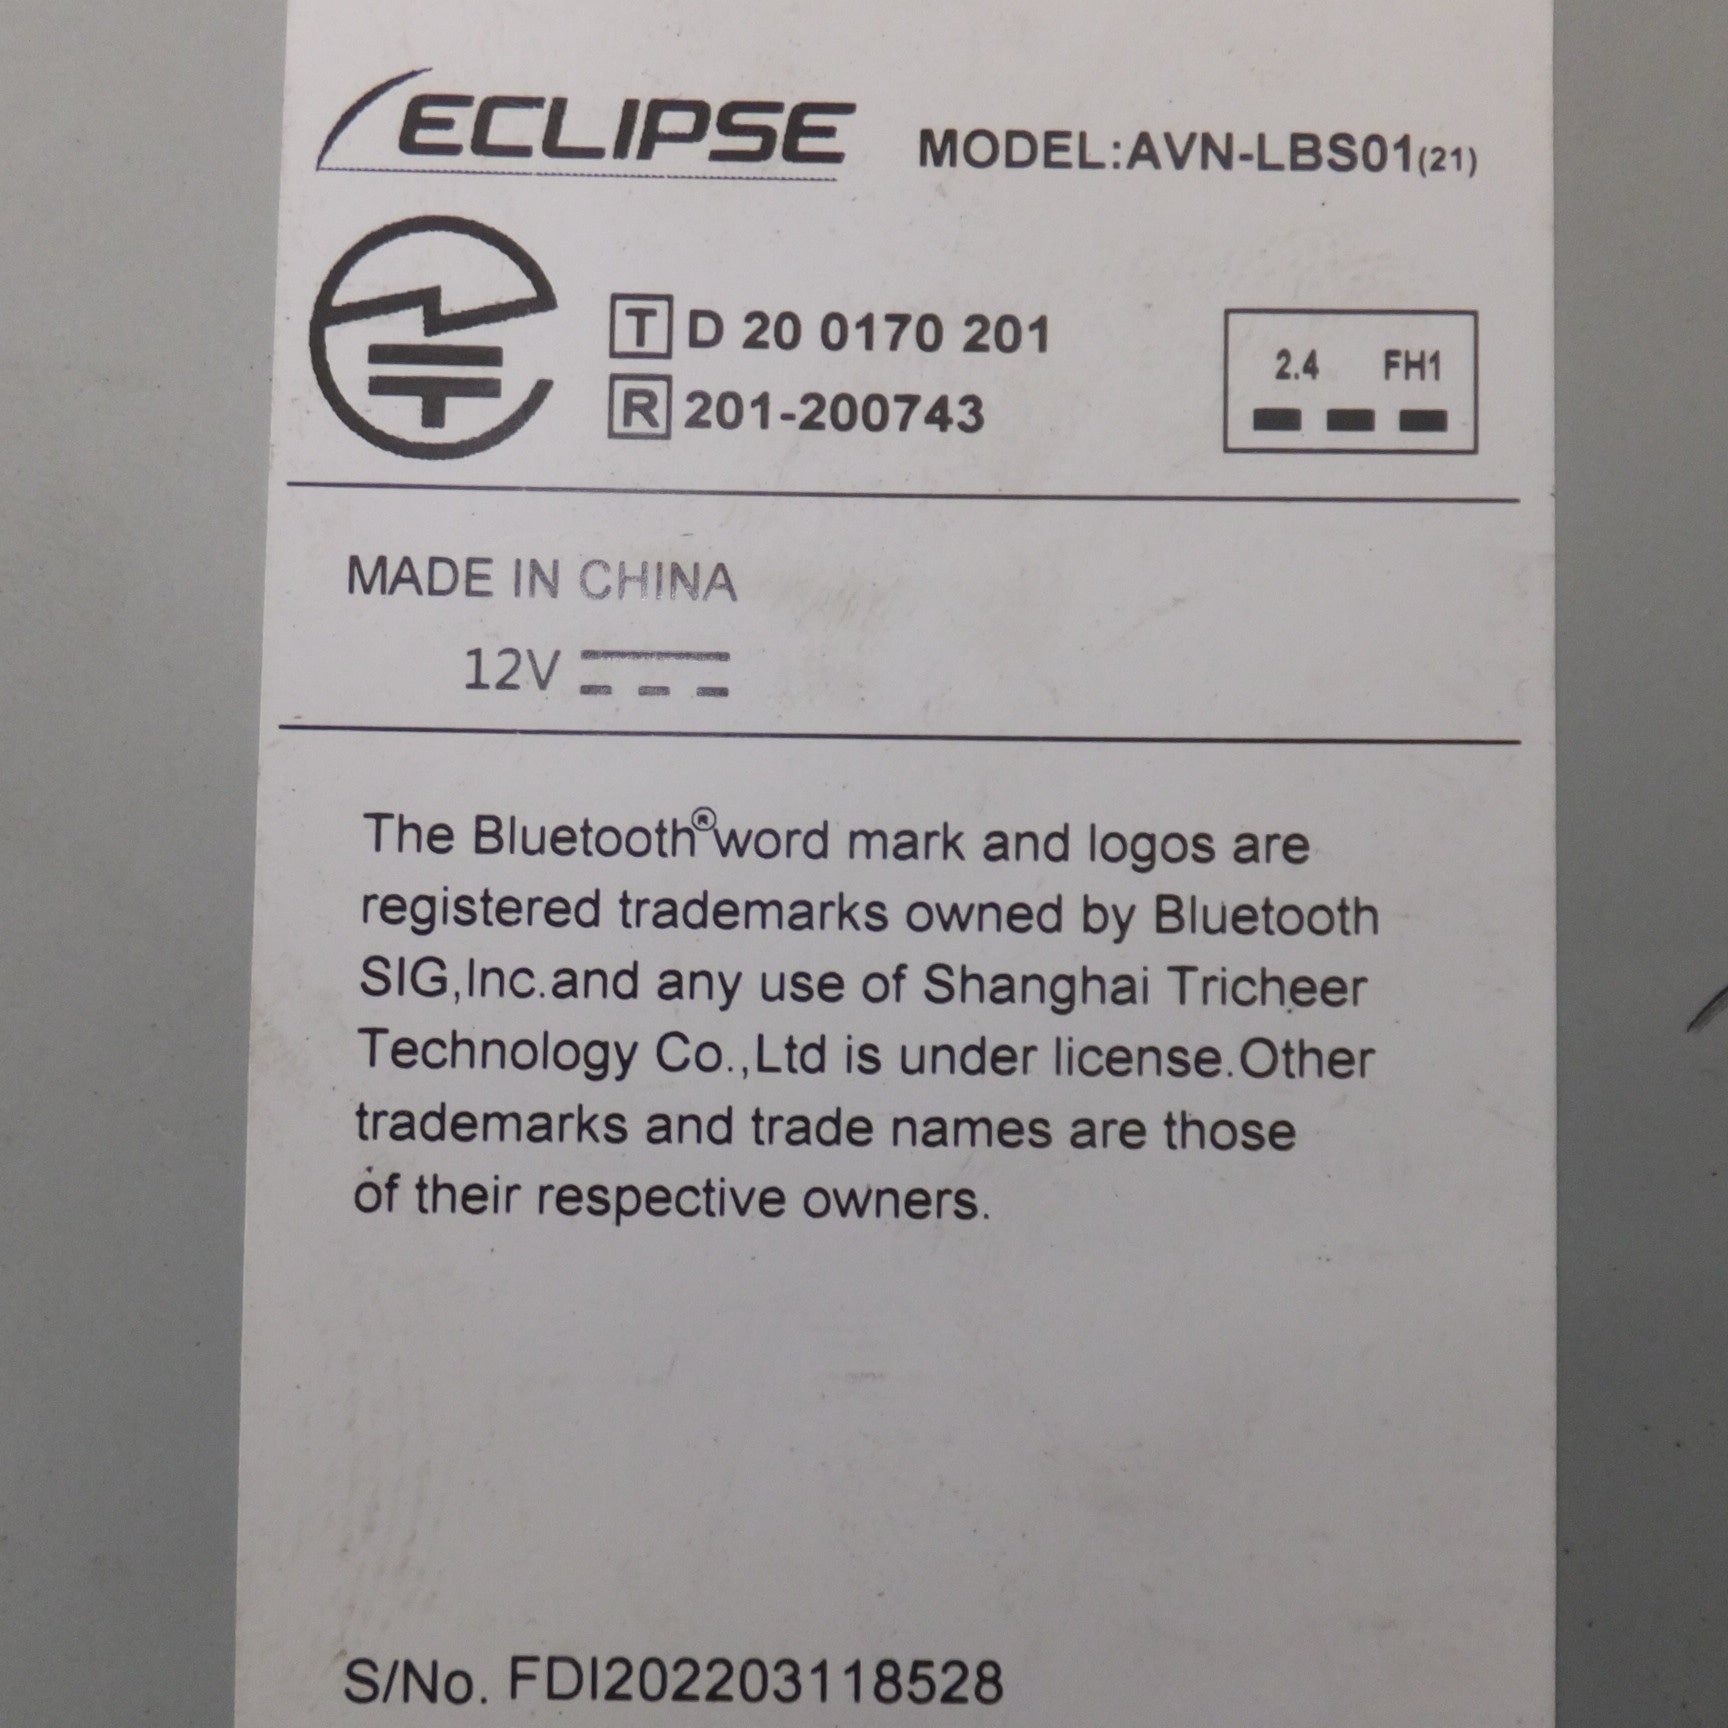 ECLIPSE MODEL:AVN-LBS01(21)
T D 20 0170 201
R 201-200743
2.4 FH1
MADE IN CHINA
12V
The Bluetooth® word mark and logos are
registered trademarks owned by Bluetooth
SIG,Inc.and any use of Shanghai Tricheer
Technology Co.,Ltd is under license.Other
trademarks and trade names are those
of their respective owners.
S/No. FDI202203118528